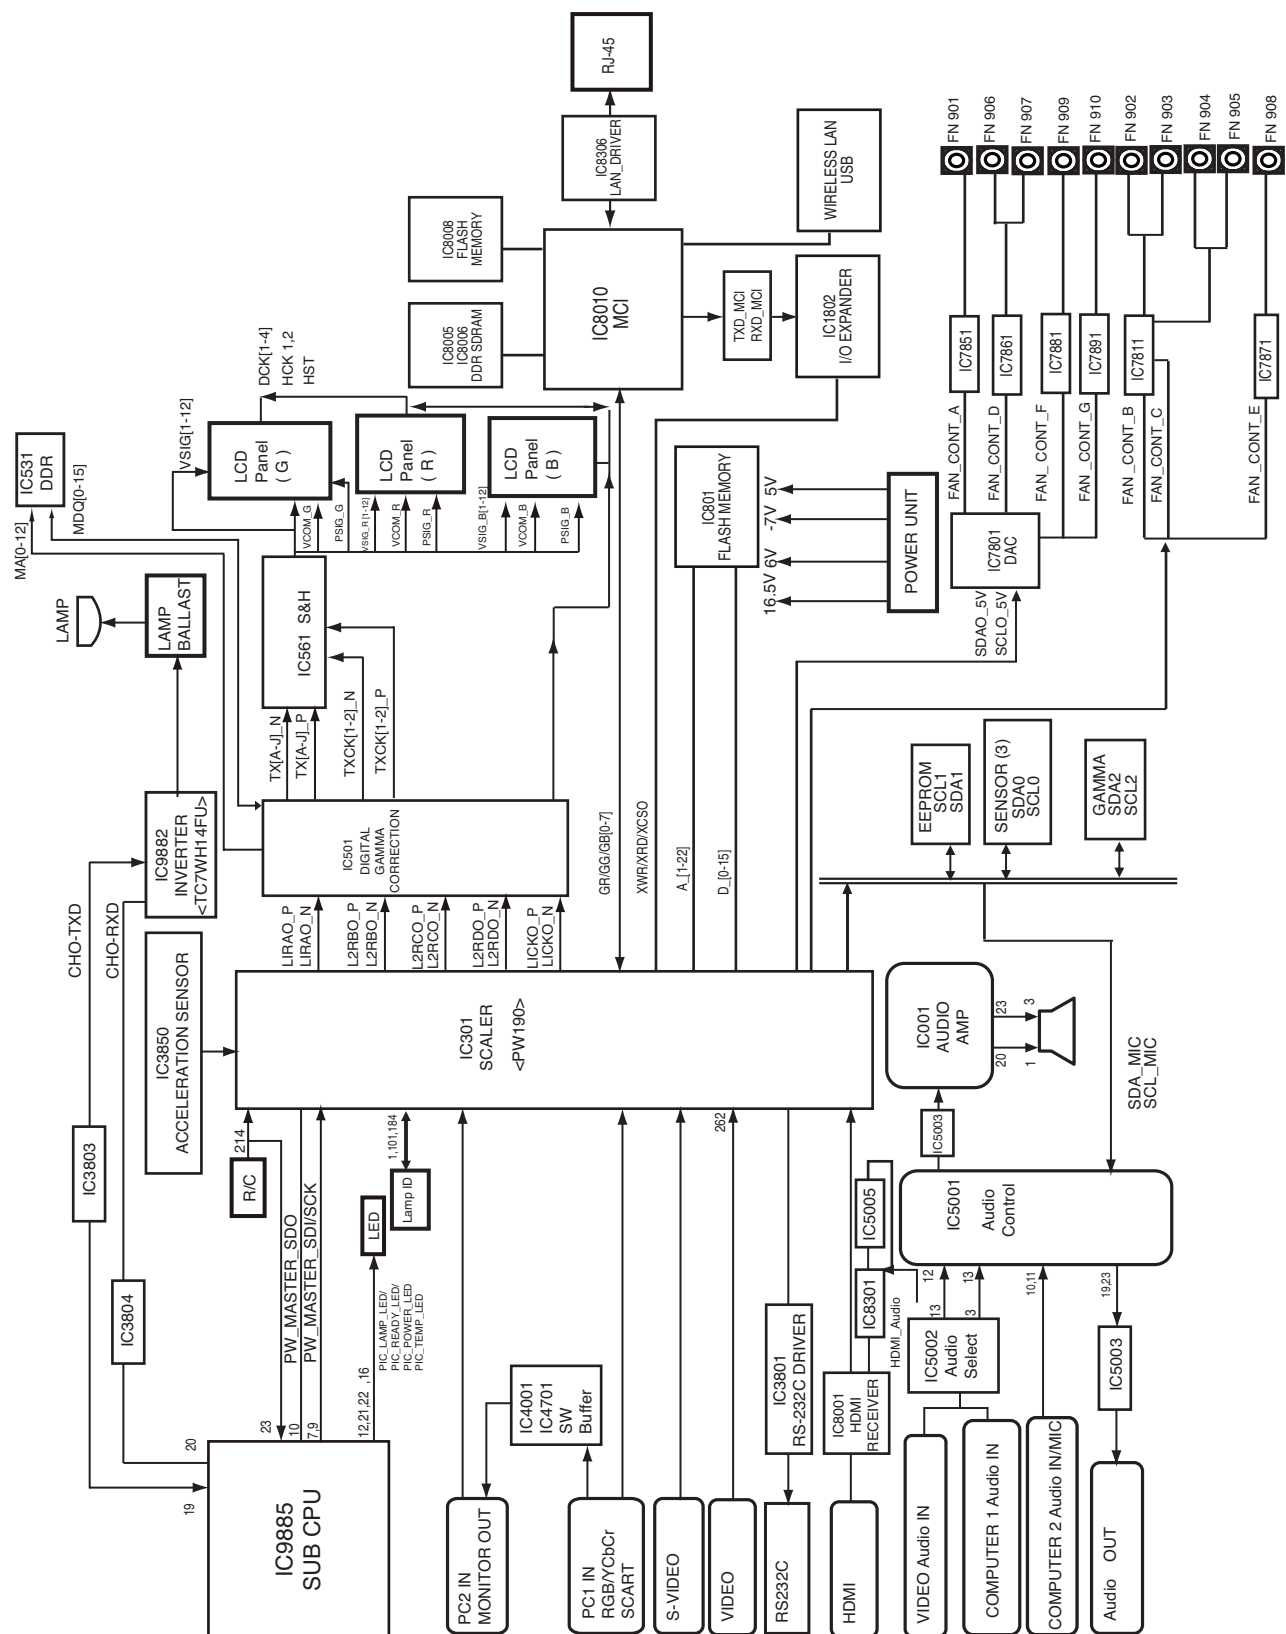 RJ-45
IC8306
LAN_DRIVER
IC8008
FLASH
MEMORY
IC8005
IC8006
DDR SDRAM
IC8010
MCI
WIRELESS LAN
USB
TXD_MCI
RXD_MCI
IC1802
I/O EXPANDER
FN 901
FN 906
FN 907
FN 909
FN 910
FN 902
FN 903
FN 904
FN 905
FN 908
IC7851
IC7861
IC7881
IC7891
IC7811
IC7871
FAN_CONT_A
FAN_CONT_D
FAN_CONT_F
FAN_CONT_G
FAN_CONT_B
FAN_CONT_C
FAN_CONT_E
IC7801
DAC
SDAO_5V
SCLO_5V
DCK[1-4]
HCK 1,2
HST
VSIG[1-12]
LCD
Panel
( G )
LCD
Panel
( R )
LCD
Panel
( B )
VCOM_G
PSIG_G
VSIG_R [1-12]
VCOM_R
PSIG_R
VSIG_B[1-12]
VCOM_B
PSIG_B
IC531
DDR
MA[0-12]
MDQ[0-15]
IC801
FLASH MEMORY
16.5V
6V
-7V
5V
POWER UNIT
LAMP
LAMP
BALLAST
IC561 S&H
TX[A-J]_N
TX[A-J]_P
TXCK[1-2]_N
TXCK[1-2]_P
IC9882
INVERTER
<TC7WH14FU>
IC501
DIGITAL
GAMMA
CORRECTION
CHO-TXD
CHO-RXD
LIRAO_P
LIRAO_N
L2RBO_P
L2RBO_N
L2RCO_P
L2RCO_N
L2RDO_P
L2RDO_N
LICKO_P
LICKO_N
GR/GG/GB[0-7]
XWR/XRD/XCSO
A_[1-22]
D_[0-15]
EEPROM
SCL1
SDA1
SENSOR (3)
SDA0
SCL0
GAMMA
SDA2
SCL2
IC3850
ACCELERATION SENSOR
IC301
SCALER
<PW190>
IC001
AUDIO
AMP
20
23
1
3
SDA_MIC
SCL_MIC
IC3803
IC3804
R/C
214
PW_MASTER_SDO
PW_MASTER_SDI/SCK
LED
PIC_LAMP_LED/
PIC_READY_LED/
PIC_POWER_LED/
PIC_TEMP_LED
Lamp ID
1,101,184
262
IC5003
IC5005
IC8301
HDMI_Audio
IC5001
Audio
Control
12
13
13
3
10,11
19,23
IC5002
Audio
Select
IC5003
IC9885
SUB CPU
19
20
23
10
7,9
12,21,22 ,16
IC4001
IC4701
SW
Buffer
IC3801
RS-232C DRIVER
IC8001
HDMI
RECEIVER
PC2 IN
MONITOR OUT
PC1 IN
RGB/YCbCr
SCART
S-VIDEO
VIDEO
RS232C
HDMI
VIDEO Audio IN
COMPUTER 1 Audio IN
COMPUTER 2 Audio IN/MIC
Audio OUT